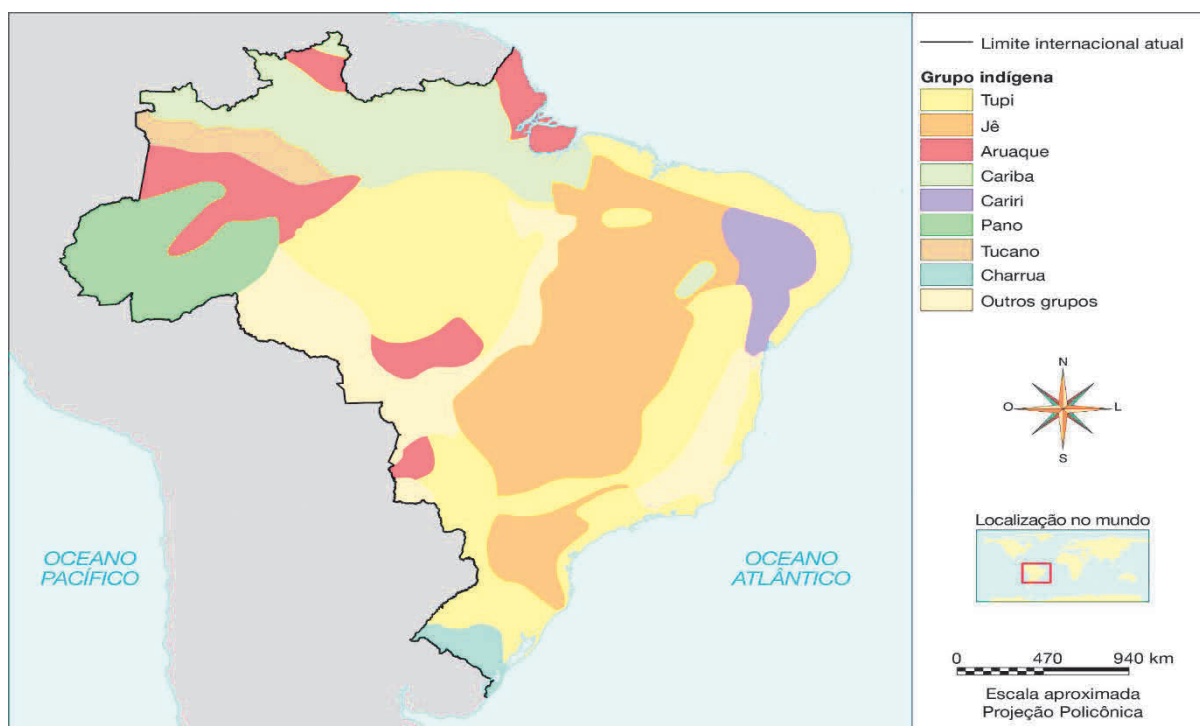 Limite internacional atual
Grupo indígena
Tupi
Jê
Aruaque
Cariba
Cariri
Pano
Tucano
Charrua
Outros grupos
N
O
L
S
Localização no mundo
OCEANO
PACÍFICO
OCEANO
ATLÂNTICO
0 470 940 km
Escala aproximada
Projeção Policônica